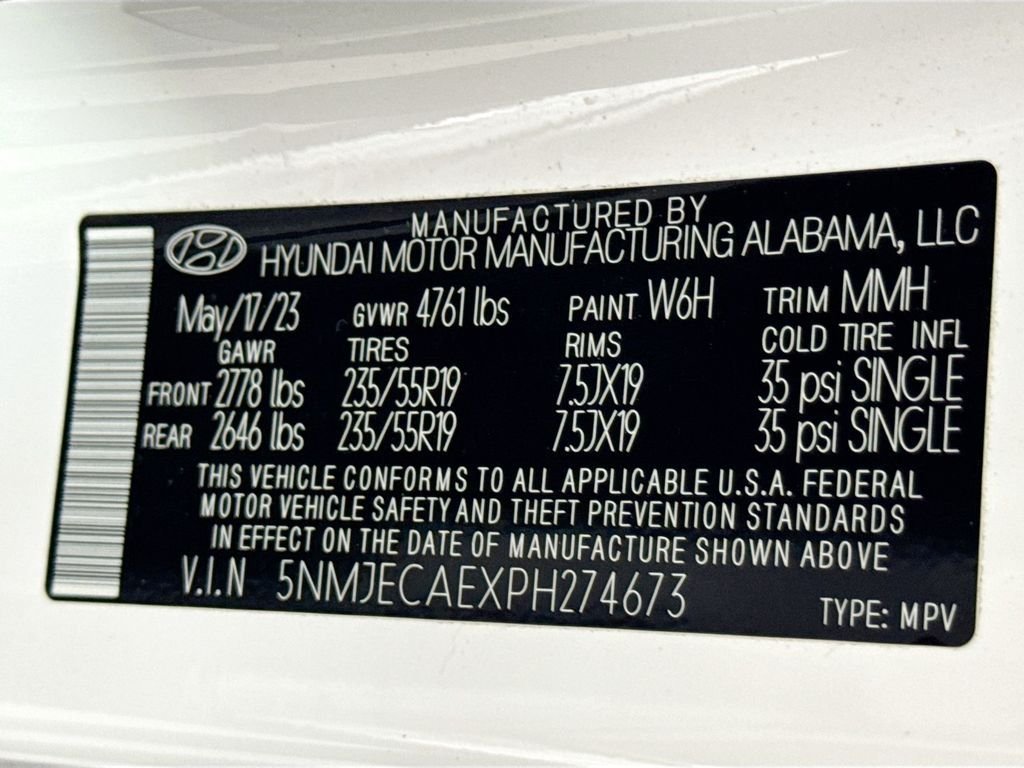 MANUFACTURED BY
HYUNDAI MOTOR MANUFACTURING ALABAMA, LLC
May/17/23 GVWR 4761 lbs PAINT W6H TRIM MMH
GAWR TIRES RIMS COLD TIRE INFL
FRONT 2778 lbs 235/55R19 7.5JX19 35 psi SINGLE
REAR 2646 lbs 235/55R19 7.5JX19 35 psi SINGLE
THIS VEHICLE CONFORMS TO ALL APPLICABLE U.S.A. FEDERAL
MOTOR VEHICLE SAFETY AND THEFT PREVENTION STANDARDS
IN EFFECT ON THE DATE OF MANUFACTURE SHOWN ABOVE
V.I.N 5NMJECAEXPH274673
TYPE: MPV